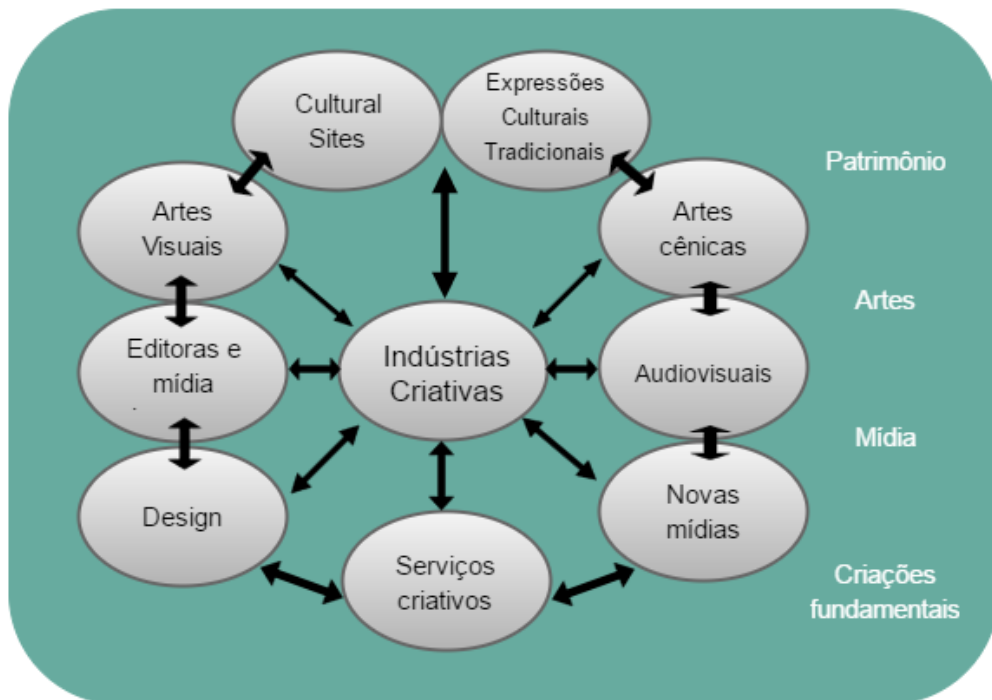 Cultural
Sites
Expressões
Culturais
Tradicionais
Patrimônio
Artes
Visuais
Artes
cênicas
Artes
Editoras e
mídia
.
Indústrias
Criativas
Audiovisuais
Mídia
Design
Novas
mídias
Serviços
criativos
Criações
fundamentais